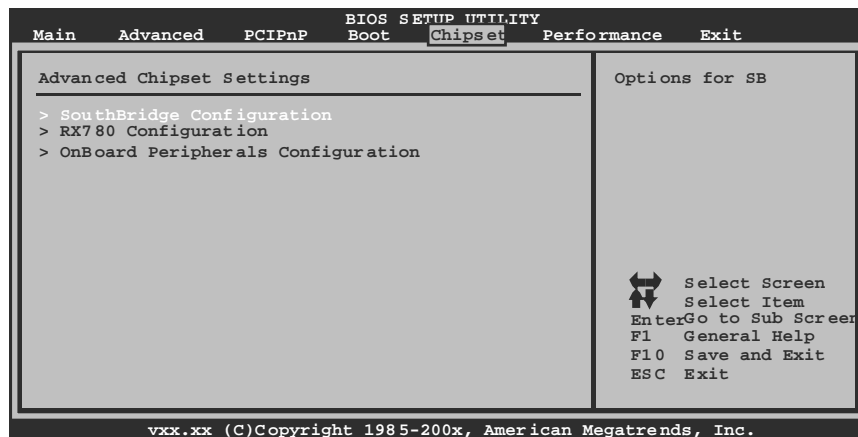 BIOS SETUP UTILITY
Main Advanced PCIPnP Boot Chipset Performance Exit
Advanced Chipset Settings
> SouthBridge Configuration
> RX780 Configuration
> OnBoard Peripherals Configuration
Options for SB
Select Screen
Select Item
Enter Go to Sub Screen
F1 General Help
F10 Save and Exit
ESC Exit
vxx.xx (C)Copyright 1985-200x, American Megatrends, Inc.